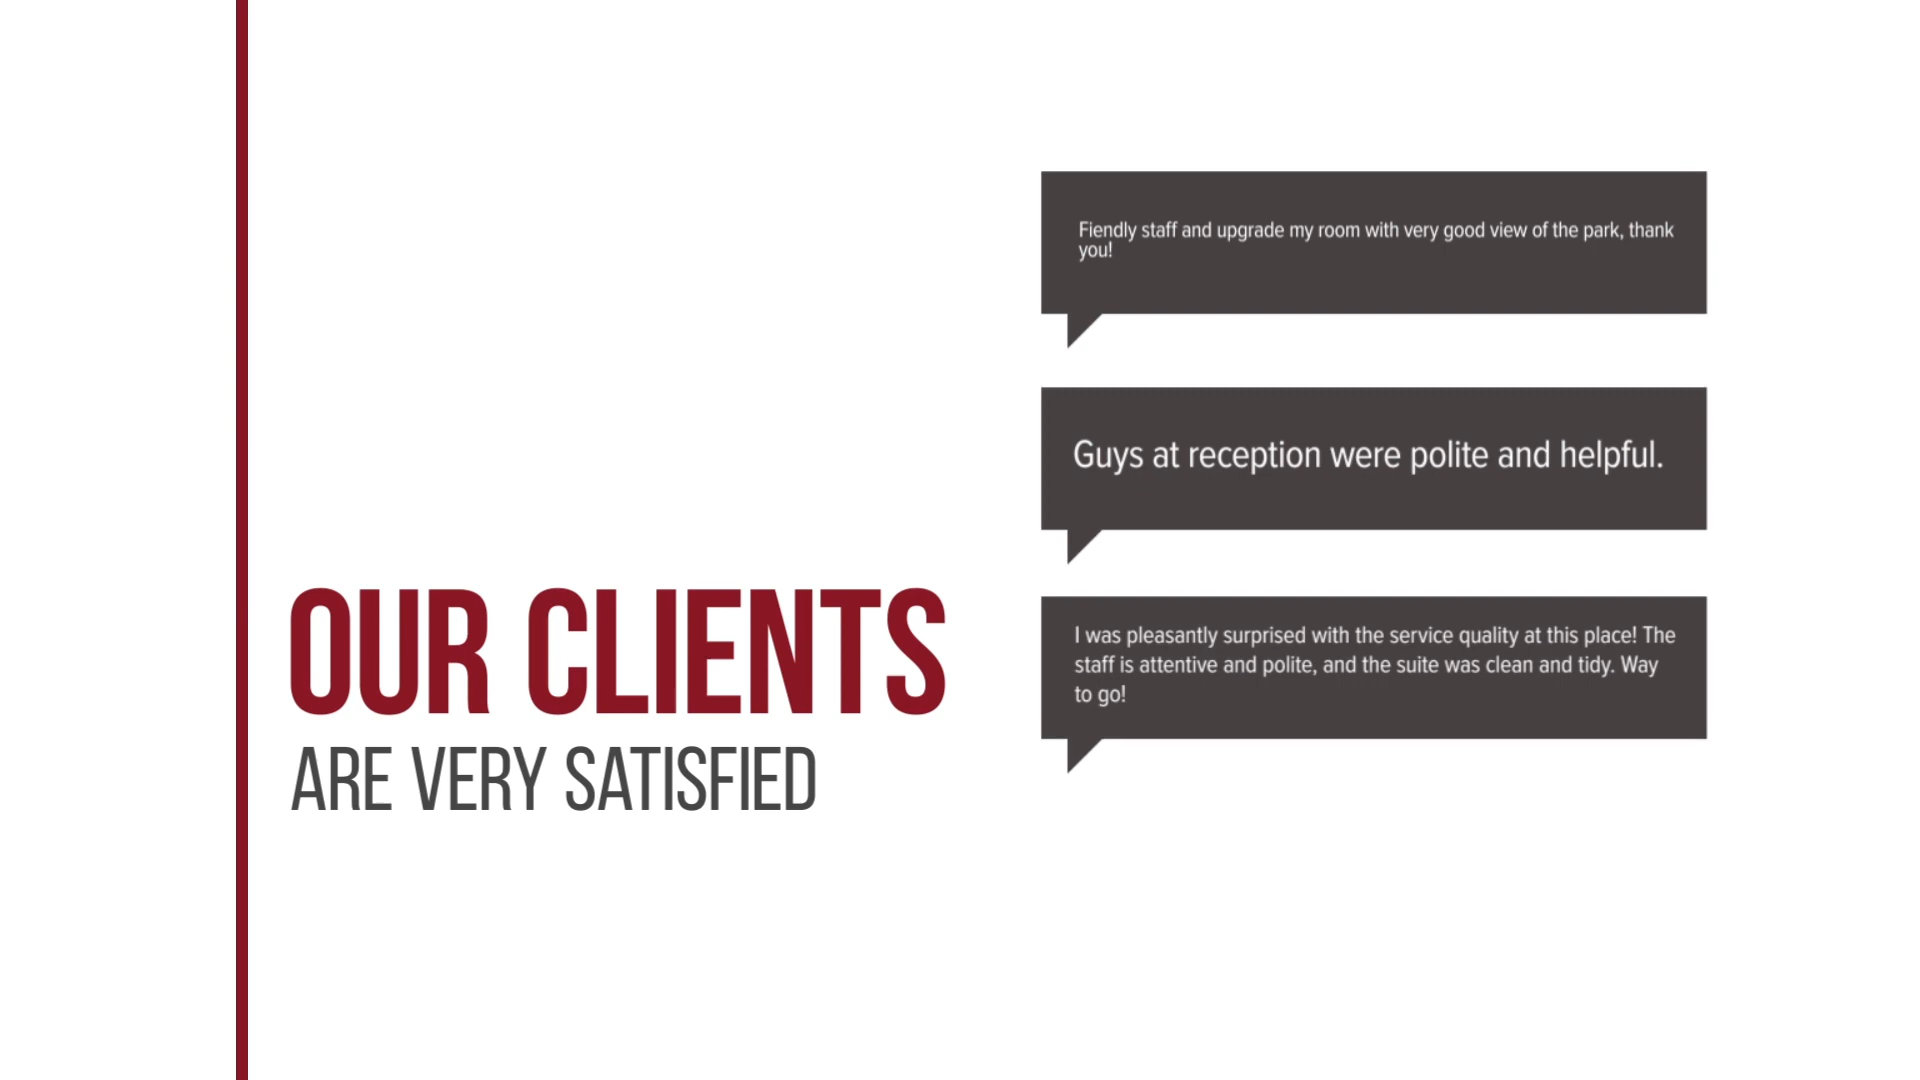 OUR CLIENTS
ARE VERY SATISFIED
Fiendly staff and upgrade my room with very good view of the park, thank
you!
Guys at reception were polite and helpful.
I was pleasantly surprised with the service quality at this place! The
staff is attentive and polite, and the suite was clean and tidy. Way
to go!